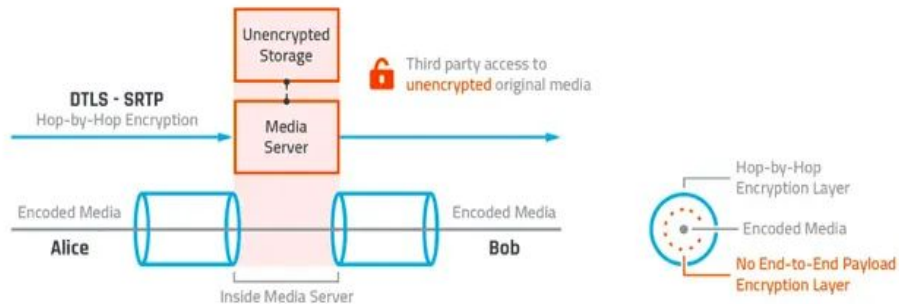 Unencrypted
Storage
Third party access to
unencrypted original media
DTLS - SRTP
Hop-by-Hop Encryption
Media
Server
Hop-by-Hop
Encryption Layer
Encoded Media
Encoded Media
Encoded Media
Alice
Bob
No End-to-End Payload
Encryption Layer
Inside Media Server